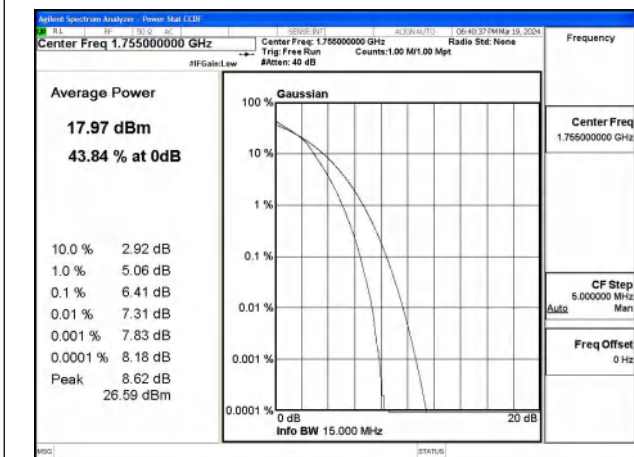 Agilent Spectrum Analyzer - Power Stat CCDF
RL RF 50 Ω AC SENSE:INT ALIGN AUTO 06:40:37 PM Mar 19, 2024
Center Freq 1.755000000 GHz
Center Freq: 1.755000000 GHz Radio Std: None
Trig: Free Run Counts:1.00 M/1.00 Mpt
#IFGain:Low #Atten: 40 dB
Frequency
Average Power
17.97 dBm
43.84 % at 0dB
10.0 % 2.92 dB
1.0 % 5.06 dB
0.1 % 6.41 dB
0.01 % 7.31 dB
0.001 % 7.83 dB
0.0001 % 8.18 dB
Peak 8.62 dB
26.59 dBm
Gaussian
100 %
10 %
1 %
0.1 %
0.01 %
0.001 %
0.0001 %
0 dB 20 dB
Info BW 15.000 MHz
Center Freq
1.755000000 GHz
CF Step
5.000000 MHz
Auto Man
Freq Offset
0 Hz
MSG STATUS